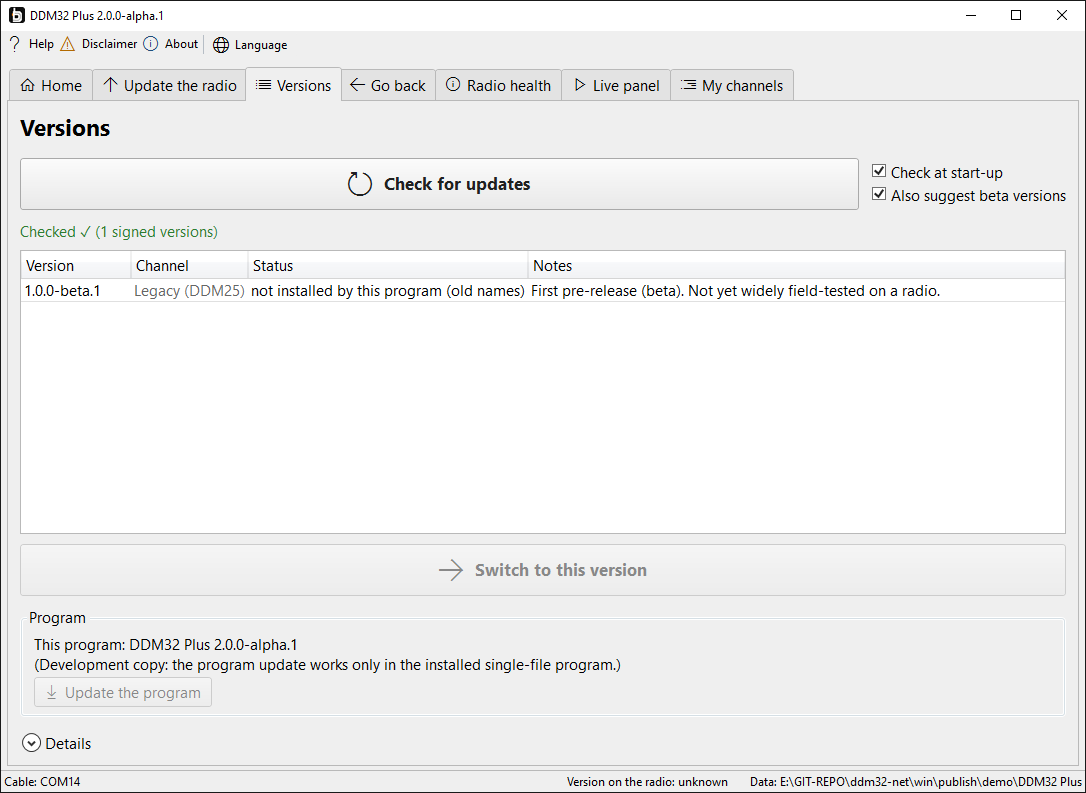 DDM32 Plus 2.0.0-alpha.1
? Help Disclaimer About Language
Home Update the radio Versions Go back Radio health Live panel My channels
Versions
Check for updates
Check at start-up
Also suggest beta versions
Checked ✓ (1 signed versions)
Version Channel Status Notes
1.0.0-beta.1 Legacy (DDM25) not installed by this program (old names) First pre-release (beta). Not yet widely field-tested on a radio.
Switch to this version
Program
This program: DDM32 Plus 2.0.0-alpha.1
(Development copy: the program update works only in the installed single-file program.)
Update the program
Details
Cable: COM14 Version on the radio: unknown Data: E:\GIT-REPO\ddm32-net\win\publish\demo\DDM32 Plus